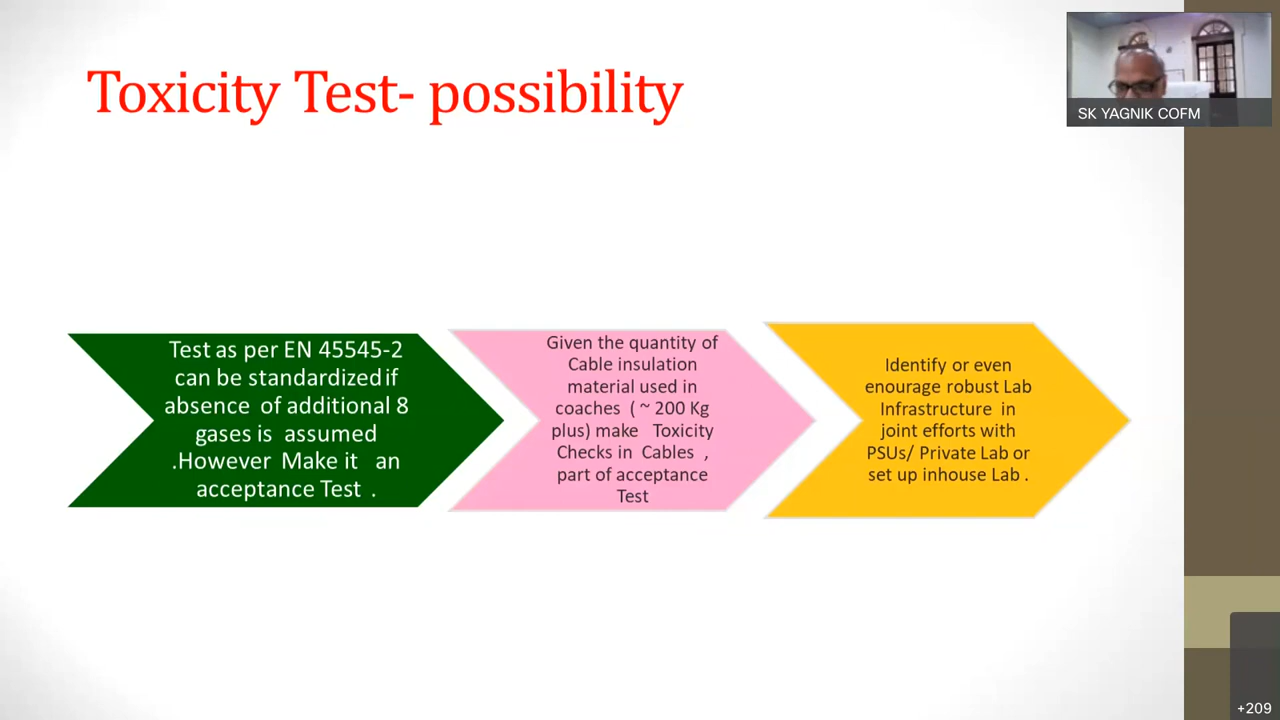 Toxicity Test- possibility
SK YAGNIK COFM
Test as per EN 45545-2
can be standardized if
absence of additional 8
gases is assumed
.However Make it an
acceptance Test .
Given the quantity of
Cable insulation
material used in
coaches ( ~ 200 Kg
plus) make Toxicity
Checks in Cables ,
part of acceptance
Test
Identify or even
enourage robust Lab
Infrastructure in
joint efforts with
PSUs/ Private Lab or
set up inhouse Lab .
+209